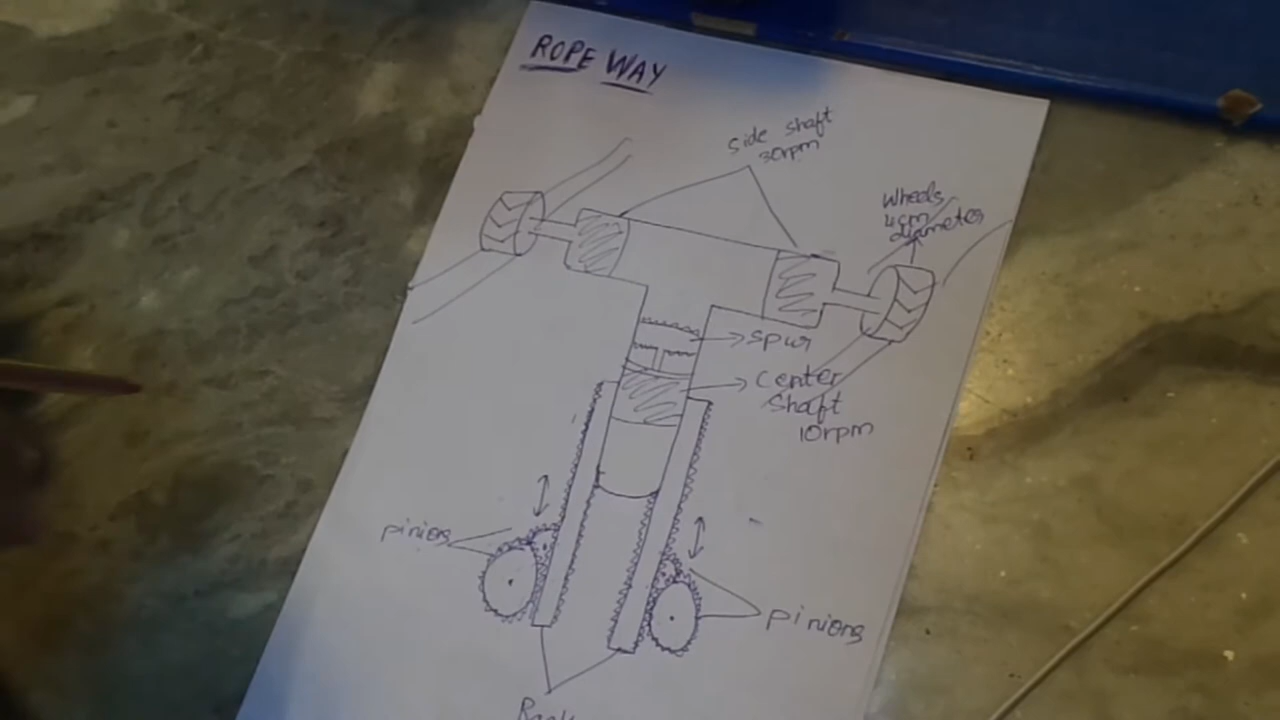 ROPE WAY
side shaft
30rpm
wheels
4cm
diameter
spur
Center
Shaft
10rpm
pinions
pinions